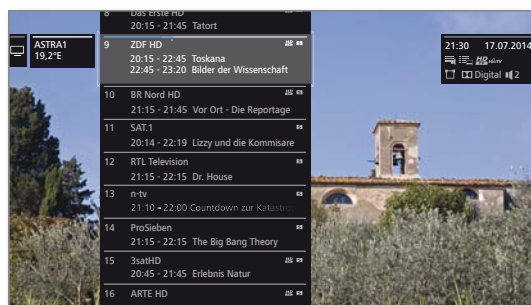 8 Das Erste HD
20:15 - 21:45 Tatort
ASTRA1
19,2°E
9 ZDF HD
20:15 - 22:45 Toskana
22:45 - 23:20 Bilder der Wissenschaft
10 BR Nord HD
21:15 - 21:45 Vor Ort - Die Reportage
11 SAT.1
20:14 - 22:19 Lizzy und die Kommisare
12 RTL Television
21:15 - 22:15 Dr. House
13 n-tv
21:10 - 22:00 Countdown zur Katastro
14 ProSieben
21:15 - 22:15 The Big Bang Theory
15 3satHD
20:45 - 21:45 Erlebnis Natur
16 ARTE HD
21:30 17.07.2014
Digital 2